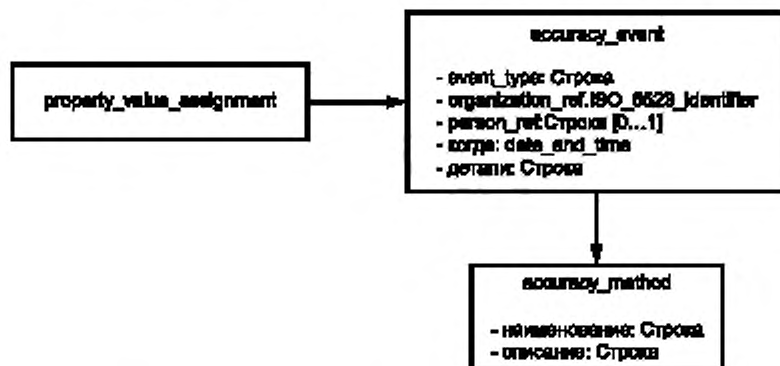 accuracy_event
property_value_assignment
- event_type: Строка
- organization_ref.ISO_6523_identifier
- person_ref:Строка [0...1]
- когда: date_and_time
- детали: Строка
accuracy_method
- наименование: Строка
- описание: Строка